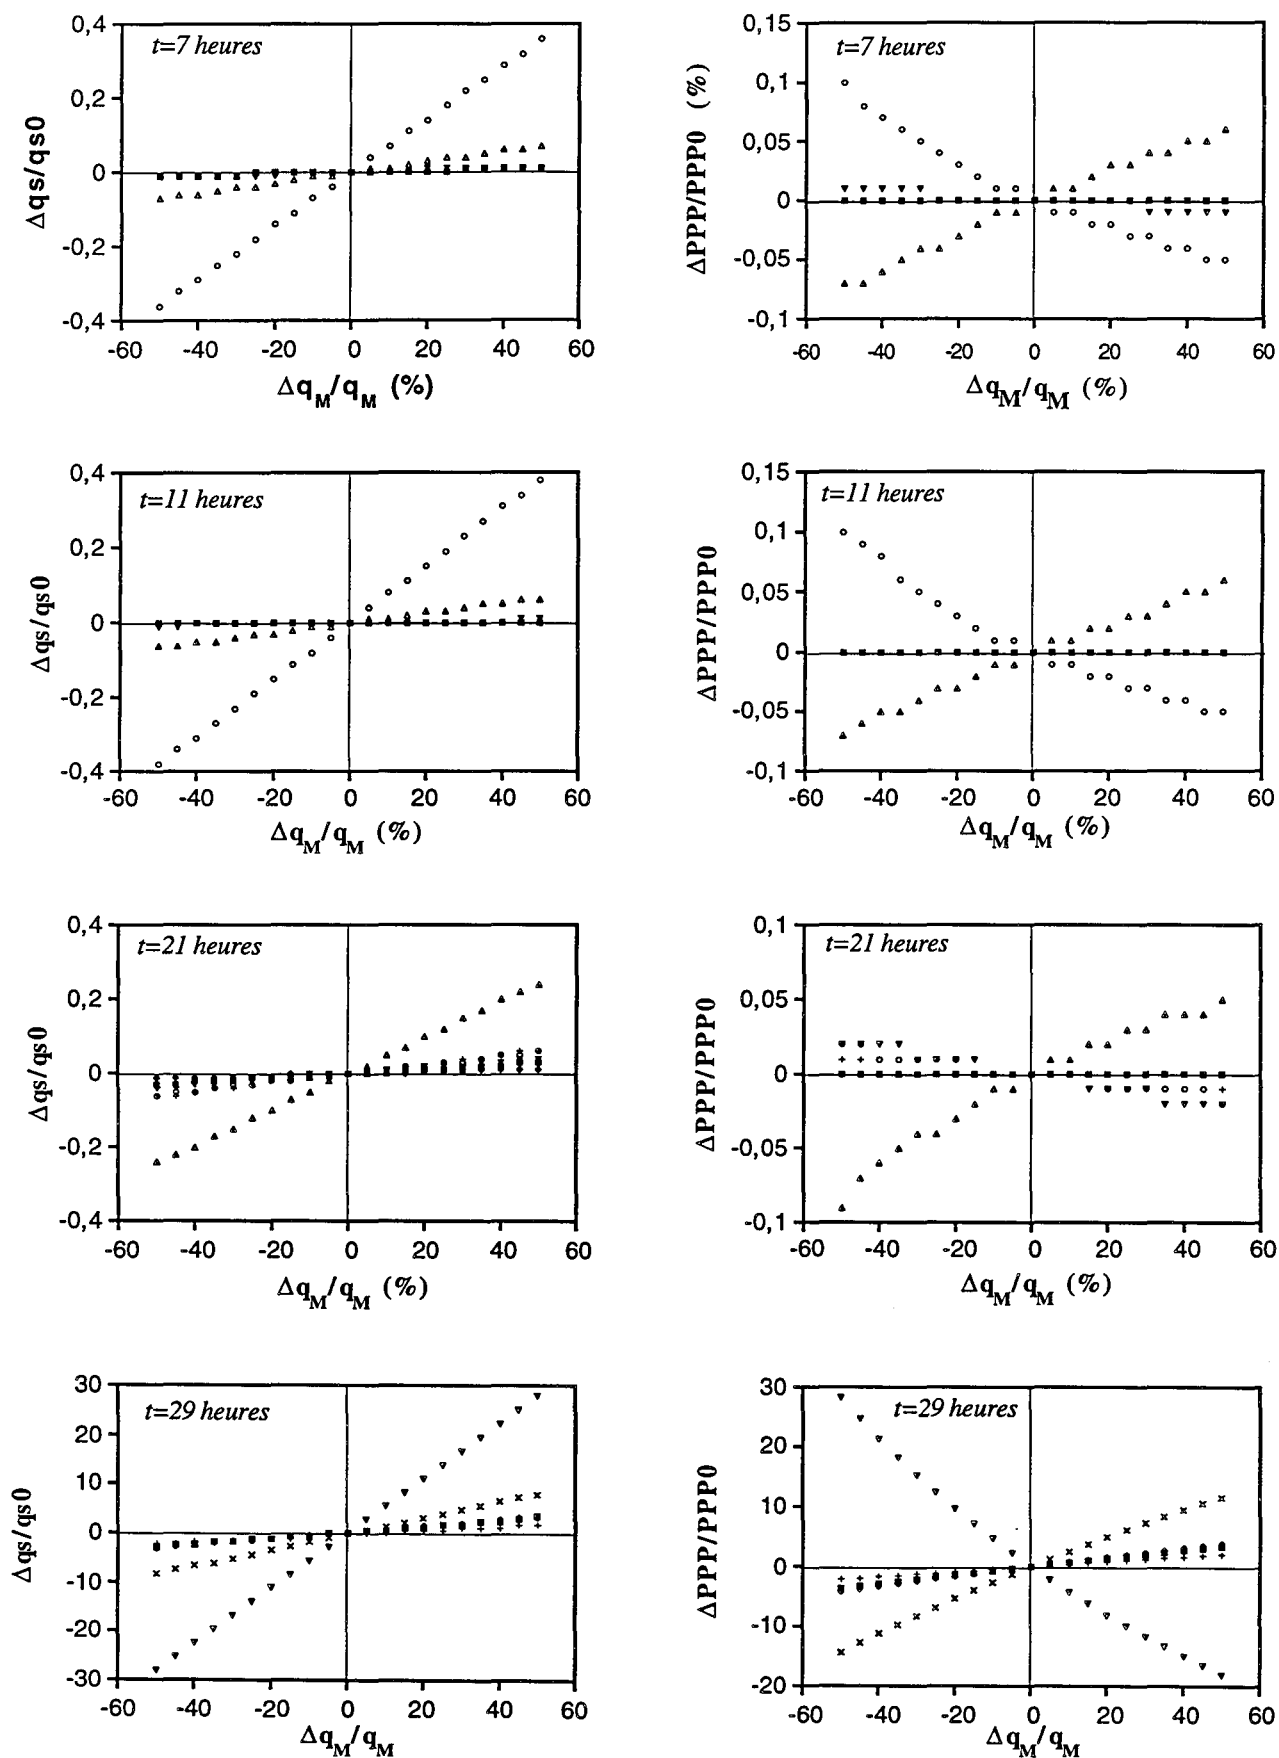 0,4
t=7 heures
0,2
0
-0,2
-0,4
Δqs/qs0
-60 -40 -20 0 20 40 60
Δq_M/q_M (%)
0,15
t=7 heures
0,1
0,05
0
-0,05
-0,1
ΔPPP/PPP0 (%)
-60 -40 -20 0 20 40 60
Δq_M/q_M (%)
0,4
t=11 heures
0,2
0
-0,2
-0,4
Δqs/qs0
-60 -40 -20 0 20 40 60
Δq_M/q_M (%)
0,15
t=11 heures
0,1
0,05
0
-0,05
-0,1
ΔPPP/PPP0
-60 -40 -20 0 20 40 60
Δq_M/q_M (%)
0,4
t=21 heures
0,2
0
-0,2
-0,4
Δqs/qs0
-60 -40 -20 0 20 40 60
Δq_M/q_M (%)
0,1
t=21 heures
0,05
0
-0,05
-0,1
ΔPPP/PPP0
-60 -40 -20 0 20 40 60
Δq_M/q_M (%)
30
t=29 heures
20
10
0
-10
-20
-30
Δqs/qs0
-60 -40 -20 0 20 40 60
Δq_M/q_M
30
t=29 heures
20
10
0
-10
-20
ΔPPP/PPP0
-60 -40 -20 0 20 40 60
Δq_M/q_M